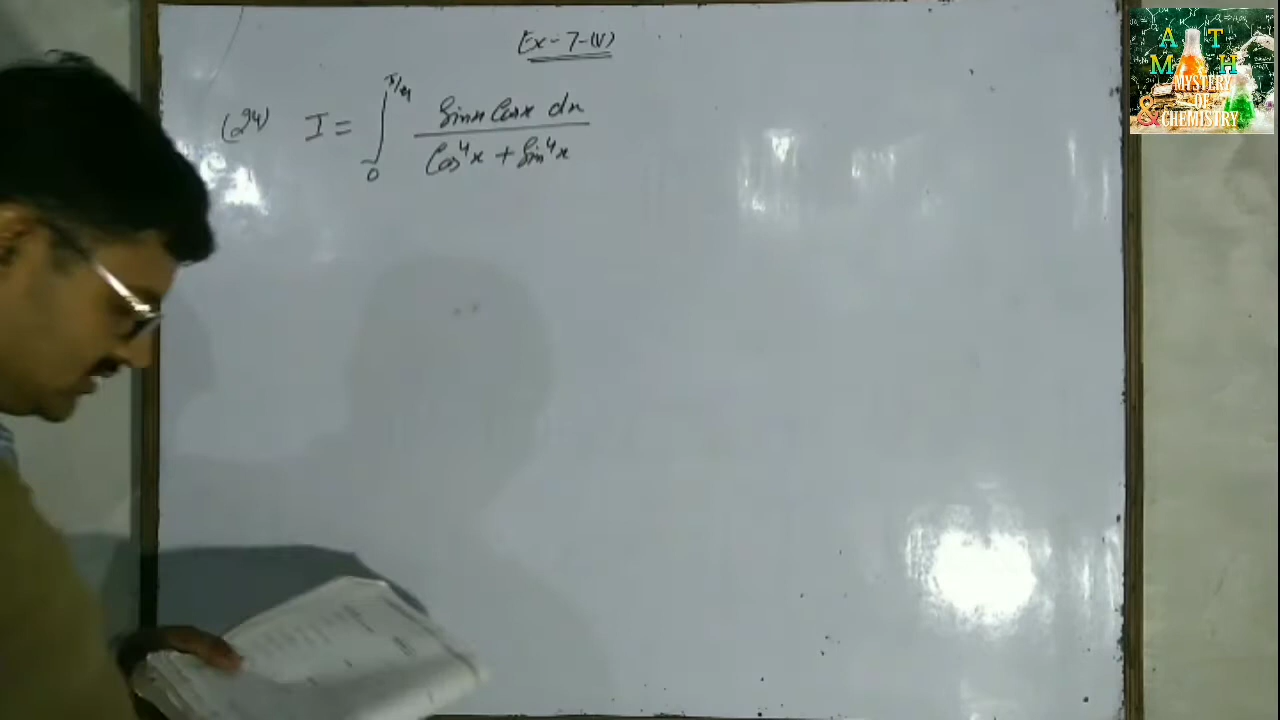 Ex-7-(V)
(24) I = ∫₀^(π/4) Sinx Cosx dx / Cos⁴x + Sin⁴x
A T
M H
MYSTERY
OF
& CHEMISTRY